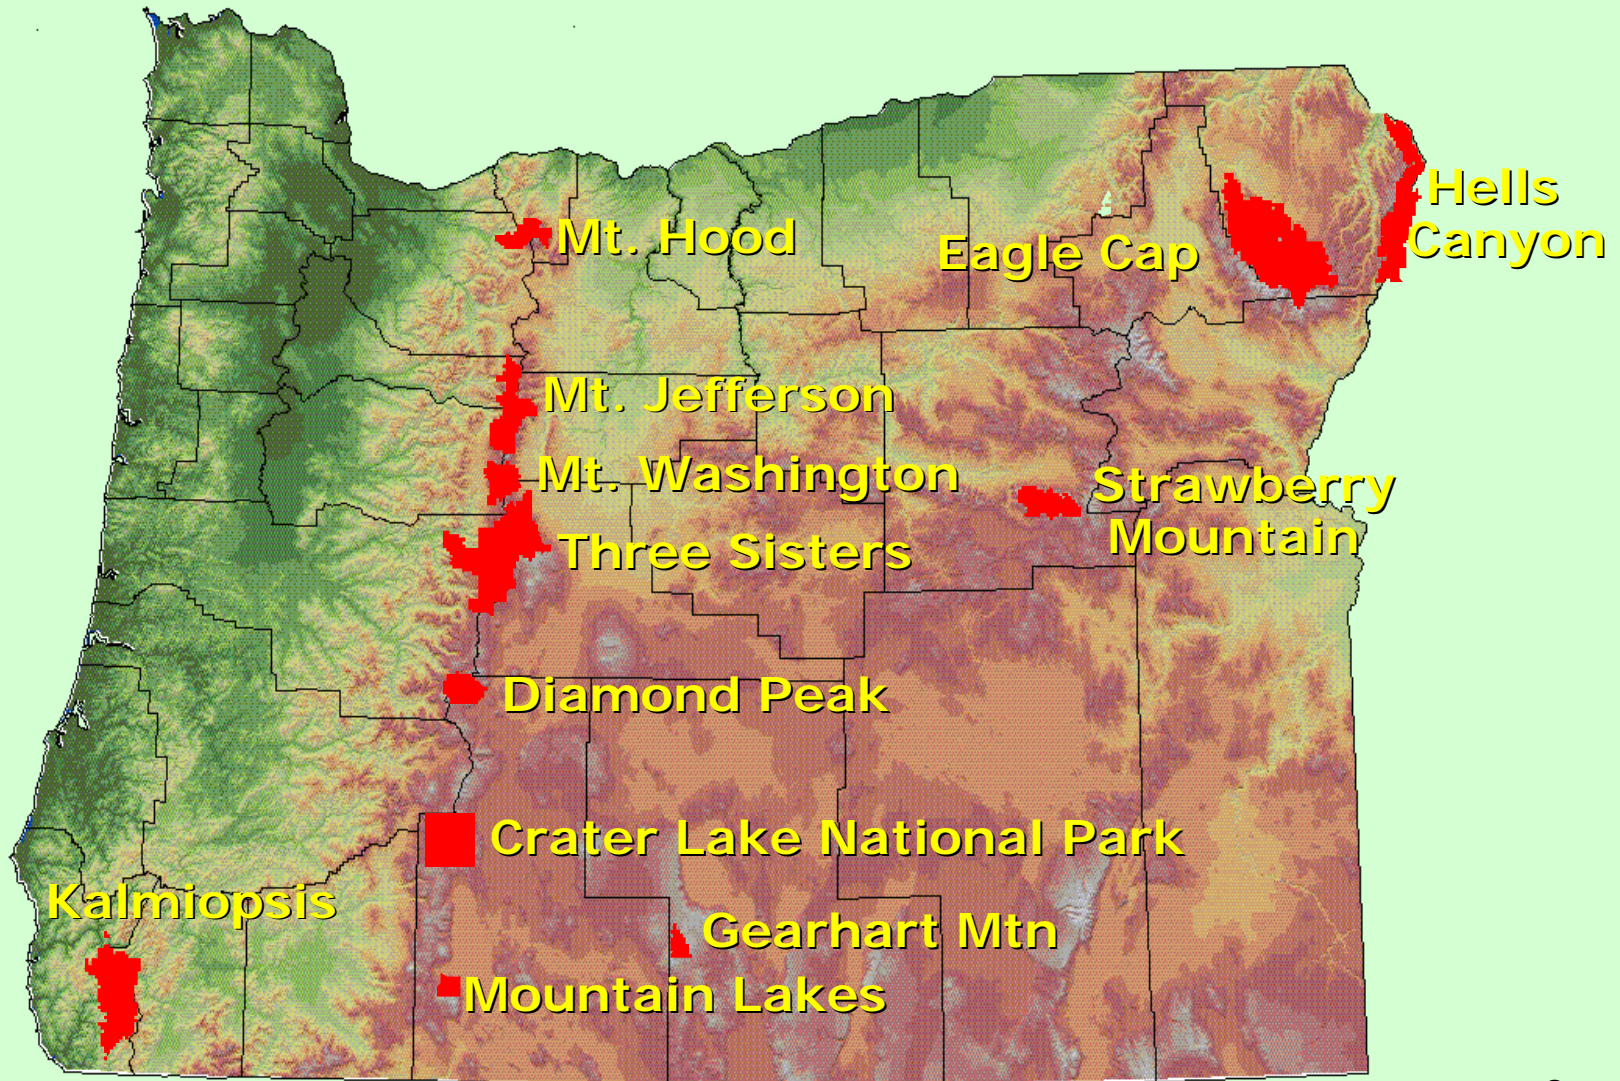 Hells
Canyon
Mt. Hood
Eagle Cap
Mt. Jefferson
Mt. Washington
Strawberry
Mountain
Three Sisters
Diamond Peak
Crater Lake National Park
Kalmiopsis
Gearhart Mtn
Mountain Lakes